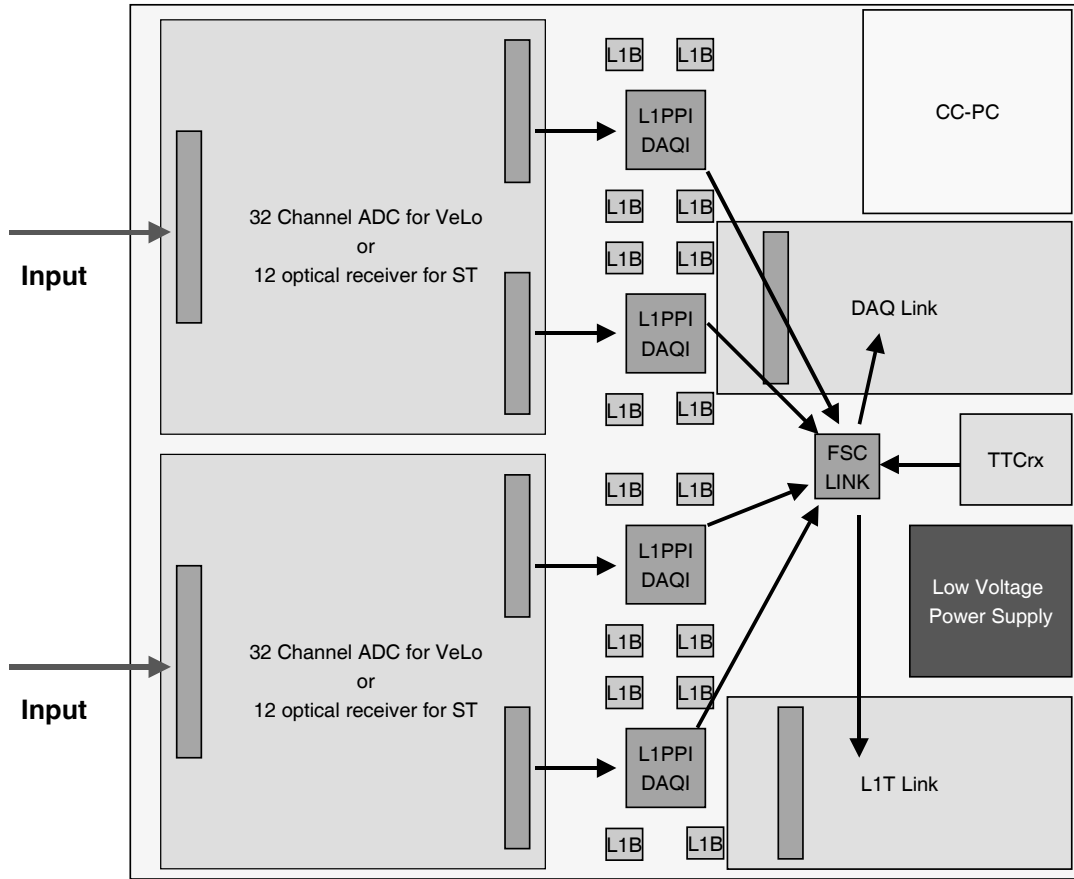 L1B L1B
L1PPI
DAQI
CC-PC
32 Channel ADC for VeLo
or
12 optical receiver for ST
Input
L1B L1B
L1B L1B
L1PPI
DAQI
DAQ Link
L1B L1B
FSC
LINK
TTCrx
L1B L1B
L1PPI
DAQI
Low Voltage
Power Supply
32 Channel ADC for VeLo
or
12 optical receiver for ST
Input
L1B L1B
L1B L1B
L1PPI
DAQI
L1T Link
L1B L1B